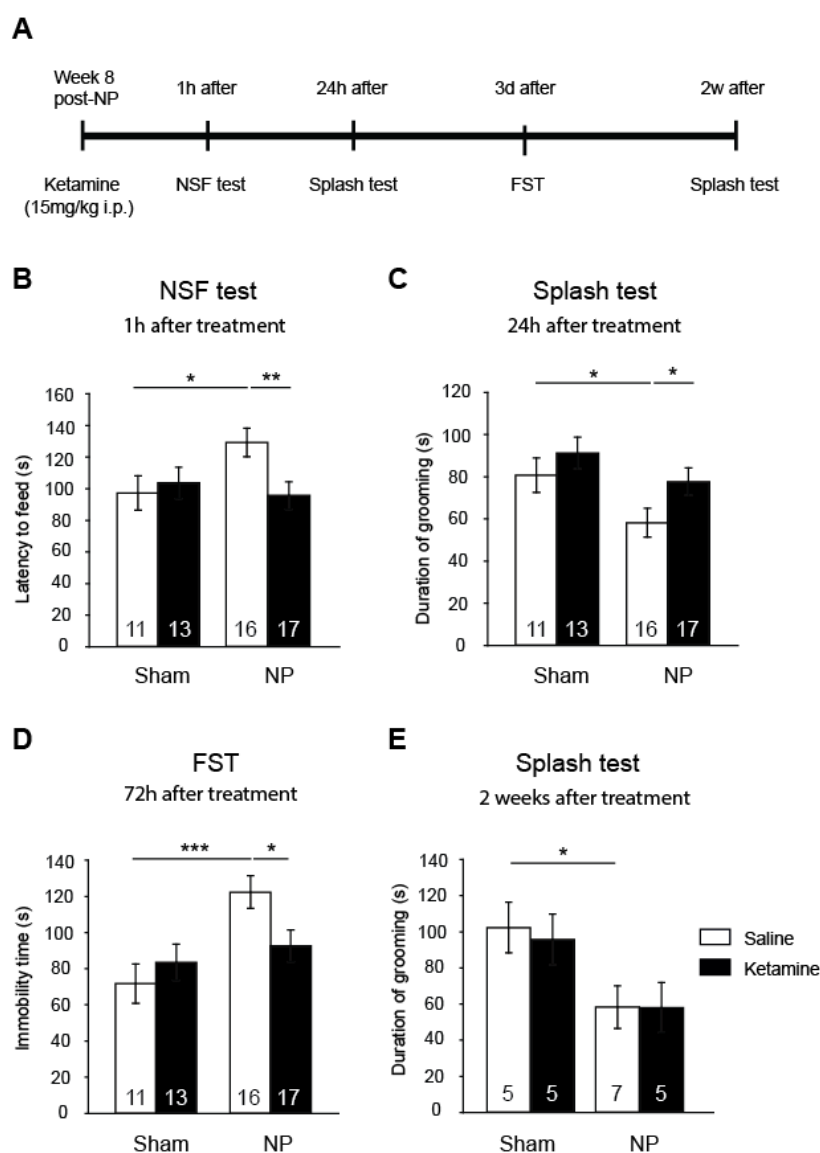 A
Week 8
post-NP
1h after
24h after
3d after
2w after
Ketamine
(15mg/kg i.p.)
NSF test
Splash test
FST
Splash test
B
NSF test
1h after treatment
Latency to feed (s)
160
140
120
100
80
60
40
20
0
*
**
11
13
16
17
Sham
NP
C
Splash test
24h after treatment
Duration of grooming (s)
120
100
80
60
40
20
0
*
*
11
13
16
17
Sham
NP
D
FST
72h after treatment
Immobility time (s)
140
120
100
80
60
40
20
0
***
*
11
13
16
17
Sham
NP
E
Splash test
2 weeks after treatment
Duration of grooming (s)
140
120
100
80
60
40
20
0
*
5
5
7
5
Sham
NP
Saline
Ketamine